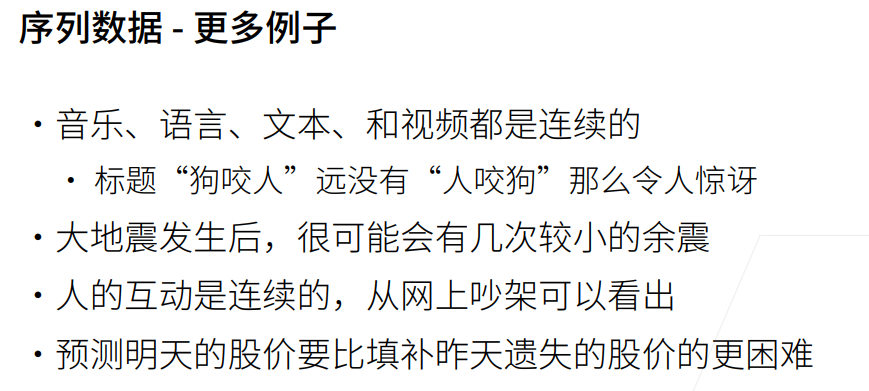 序列数据 - 更多例子
• 音乐、语言、文本、和视频都是连续的
• 标题“狗咬人”远没有“人咬狗”那么令人惊讶
• 大地震发生后，很可能会有几次较小的余震
• 人的互动是连续的，从网上吵架可以看出
• 预测明天的股价要比填补昨天遗失的股价的更困难